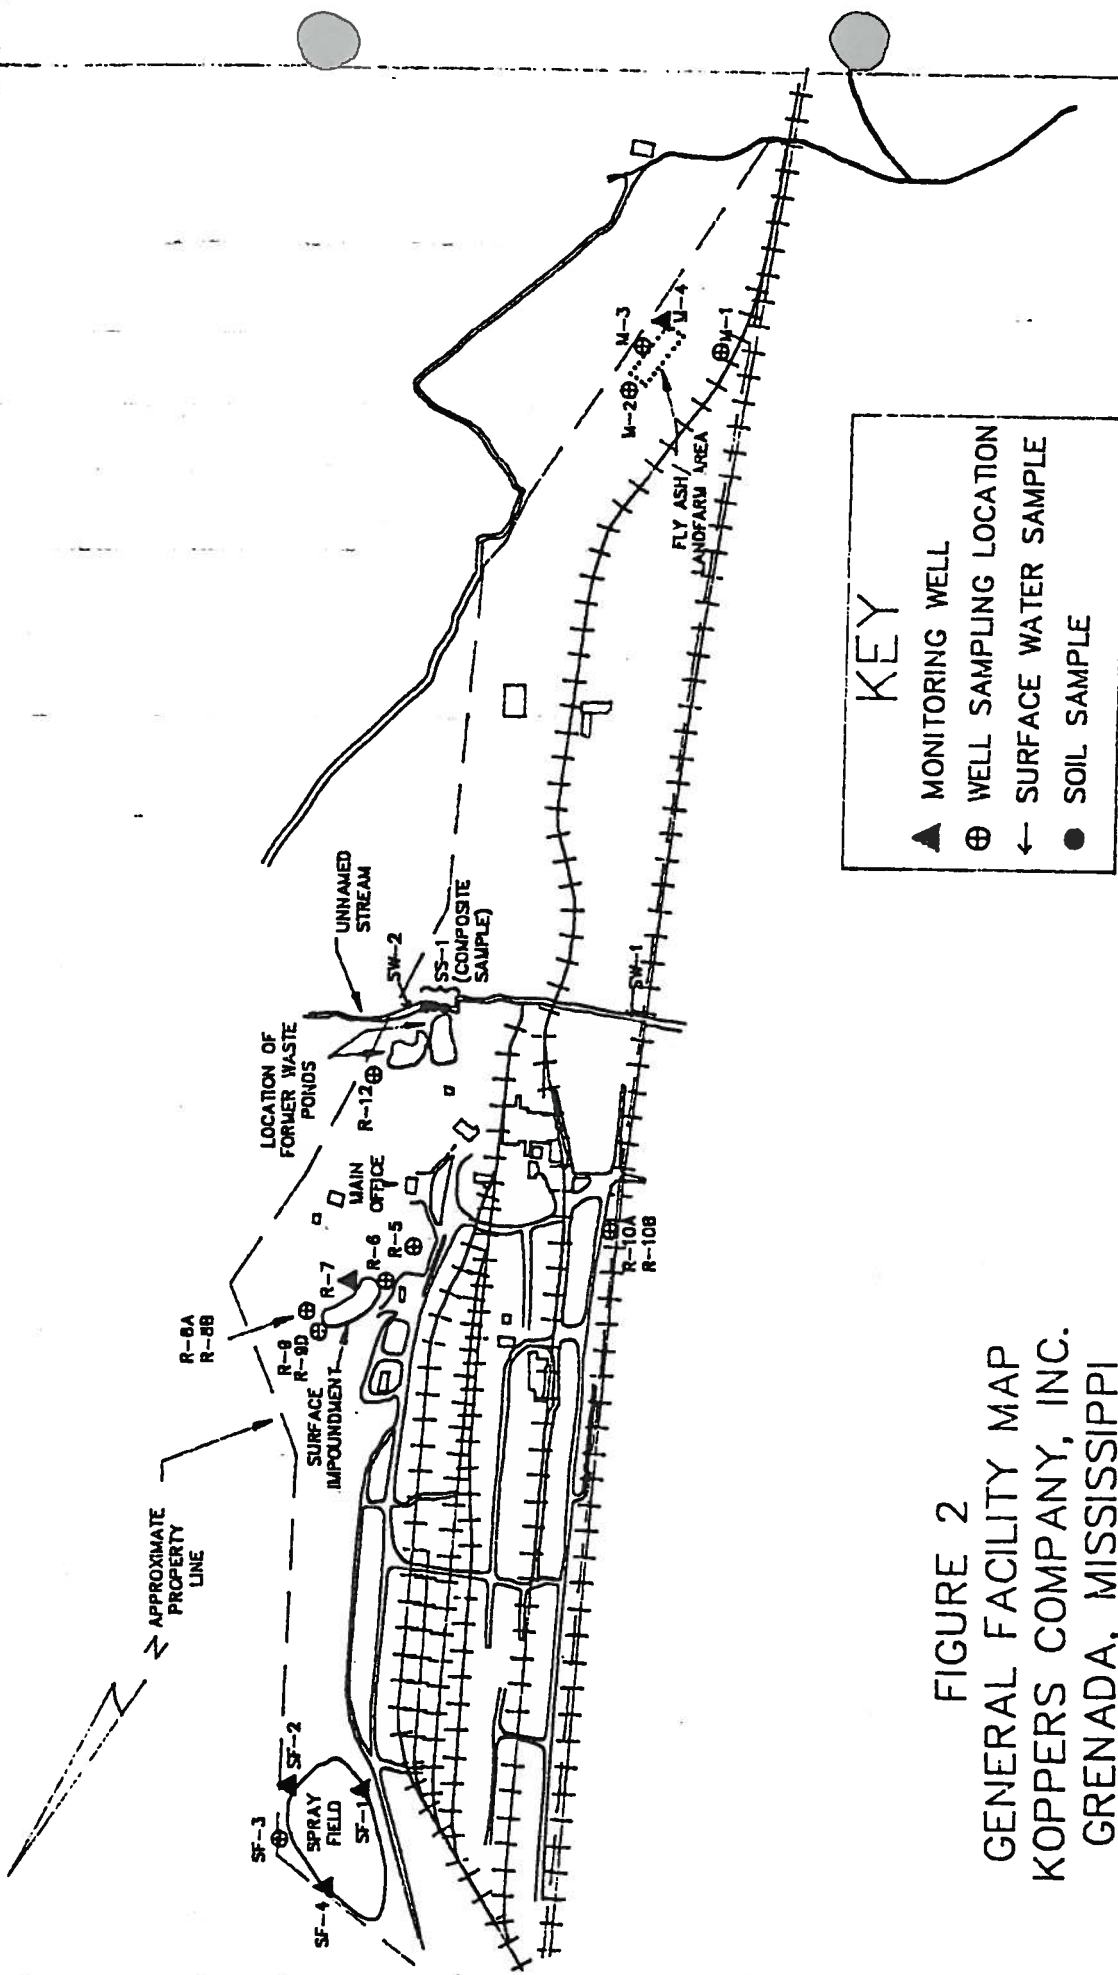 N
APPROXIMATE
PROPERTY
LINE
SF-3
SF-2
SPRAY
FIELD
SF-1
SF-4
R-8A
R-8B
R-9
R-9D
SURFACE
IMPOUNDMENT
R-7
R-6
R-5
MAIN
OFFICE
R-10A
R-10B
LOCATION OF
FORMER WASTE
PONDS
R-12
UNNAMED
STREAM
SW-2
SS-1
(COMPOSITE
SAMPLE)
SW-1
M-2
M-3
M-4
M-1
FLY ASH/
LANDFARM AREA
KEY
MONITORING WELL
WELL SAMPLING LOCATION
SURFACE WATER SAMPLE
SOIL SAMPLE
FIGURE 2
GENERAL FACILITY MAP
KOPPERS COMPANY, INC.
GRENADA, MISSISSIPPI